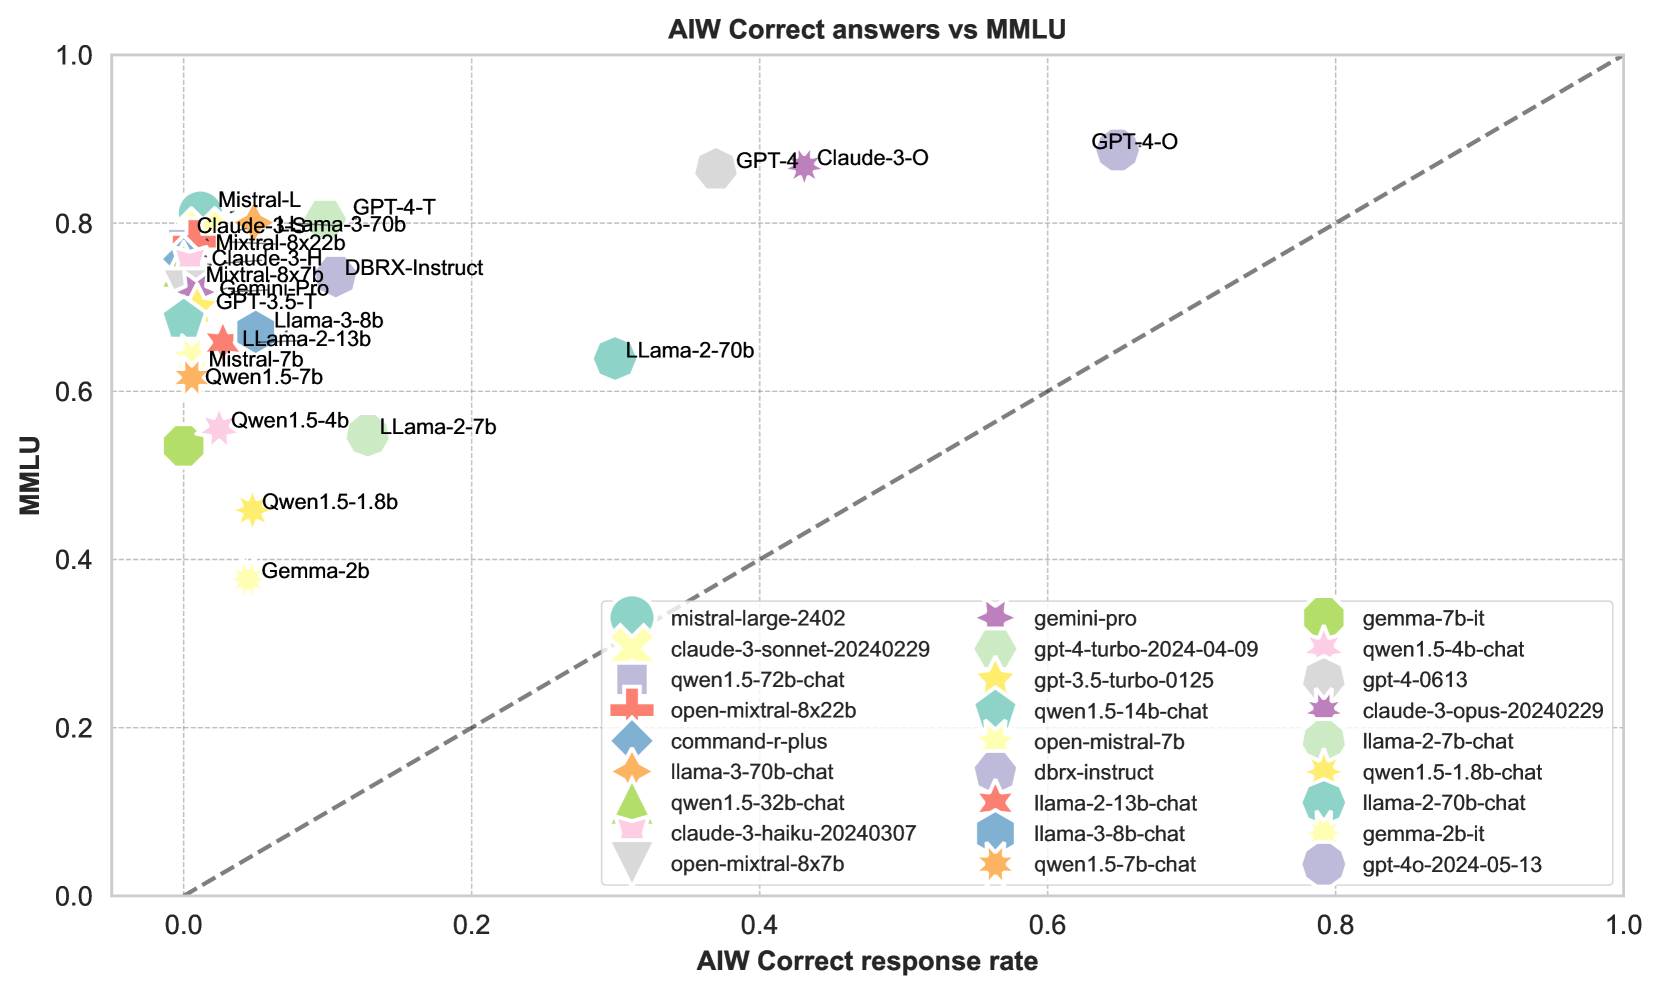 AIW Correct answers vs MMLU
1.0
0.8
0.6
0.4
0.2
0.0
MMLU
GPT-4-O
GPT-4
Claude-3-O
Mistral-L
GPT-4-T
Claude-3-S
LLama-3-70b
Mixtral-8x22b
Claude-3-H
DBRX-Instruct
Mixtral-8x7b
Gemini-Pro
GPT-3.5-T
Llama-3-8b
LLama-2-13b
LLama-2-70b
Mistral-7b
Qwen1.5-7b
Qwen1.5-4b
LLama-2-7b
Qwen1.5-1.8b
Gemma-2b
mistral-large-2402
claude-3-sonnet-20240229
qwen1.5-72b-chat
open-mixtral-8x22b
command-r-plus
llama-3-70b-chat
qwen1.5-32b-chat
claude-3-haiku-20240307
open-mixtral-8x7b
gemini-pro
gpt-4-turbo-2024-04-09
gpt-3.5-turbo-0125
qwen1.5-14b-chat
open-mistral-7b
dbrx-instruct
llama-2-13b-chat
llama-3-8b-chat
qwen1.5-7b-chat
gemma-7b-it
qwen1.5-4b-chat
gpt-4-0613
claude-3-opus-20240229
llama-2-7b-chat
qwen1.5-1.8b-chat
llama-2-70b-chat
gemma-2b-it
gpt-4o-2024-05-13
0.0
0.2
0.4
0.6
0.8
1.0
AIW Correct response rate